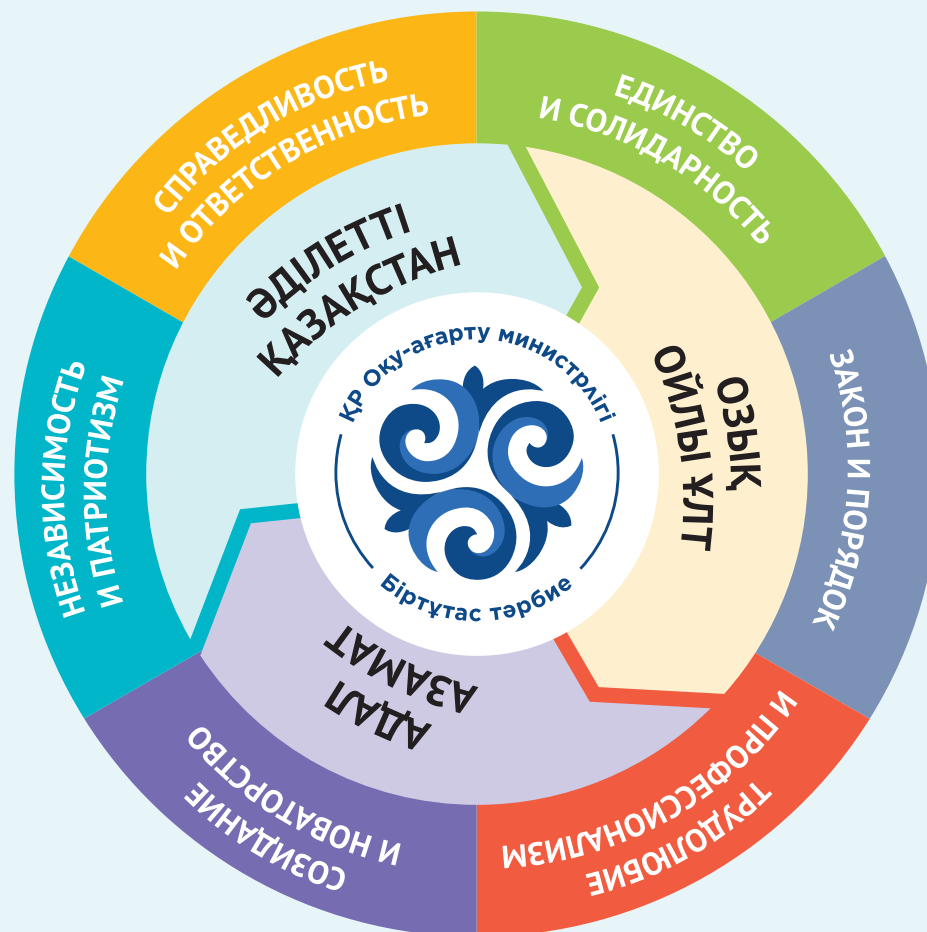 СПРАВЕДЛИВОСТЬ
И ОТВЕТСТВЕННОСТЬ
ЕДИНСТВО
И СОЛИДАРНОСТЬ
ЗАКОН И ПОРЯДОК
ТРУДОЛЮБИЕ
И ПРОФЕССИОНАЛИЗМ
СОЗИДАНИЕ
И НОВАТОРСТВО
НЕЗАВИСИМОСТЬ
И ПАТРИОТИЗМ
ӘДІЛЕТТІ
ҚАЗАҚСТАН
ОЗЫҚ
ОЙЛЫ ҰЛТ
АДАЛ
АЗАМАТ
ҚР Оқу-ағарту министрлігі
Біртұтас тәрбие